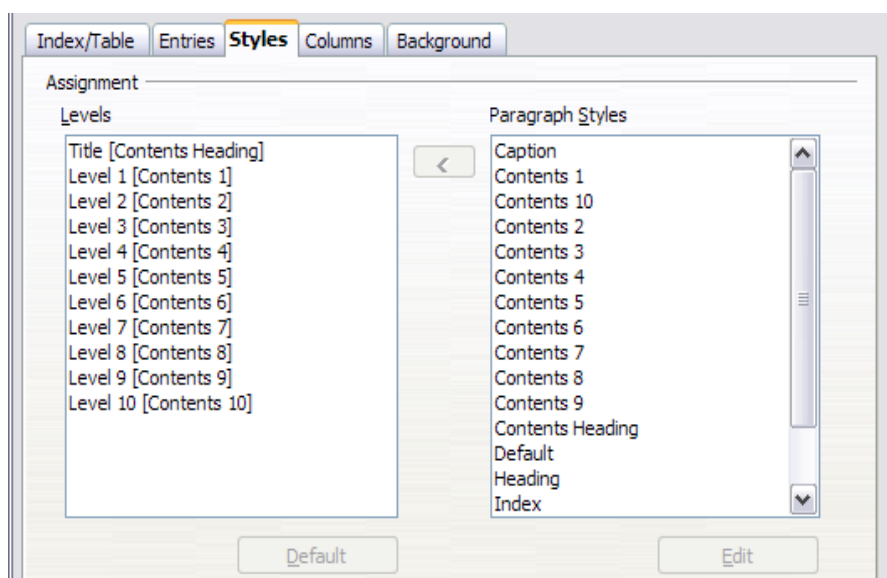 Index/Table Entries Styles Columns Background
Assignment
Levels
Title [Contents Heading]
Level 1 [Contents 1]
Level 2 [Contents 2]
Level 3 [Contents 3]
Level 4 [Contents 4]
Level 5 [Contents 5]
Level 6 [Contents 6]
Level 7 [Contents 7]
Level 8 [Contents 8]
Level 9 [Contents 9]
Level 10 [Contents 10]
<
Default
Paragraph Styles
Caption
Contents 1
Contents 10
Contents 2
Contents 3
Contents 4
Contents 5
Contents 6
Contents 7
Contents 8
Contents 9
Contents Heading
Default
Heading
Index
Edit